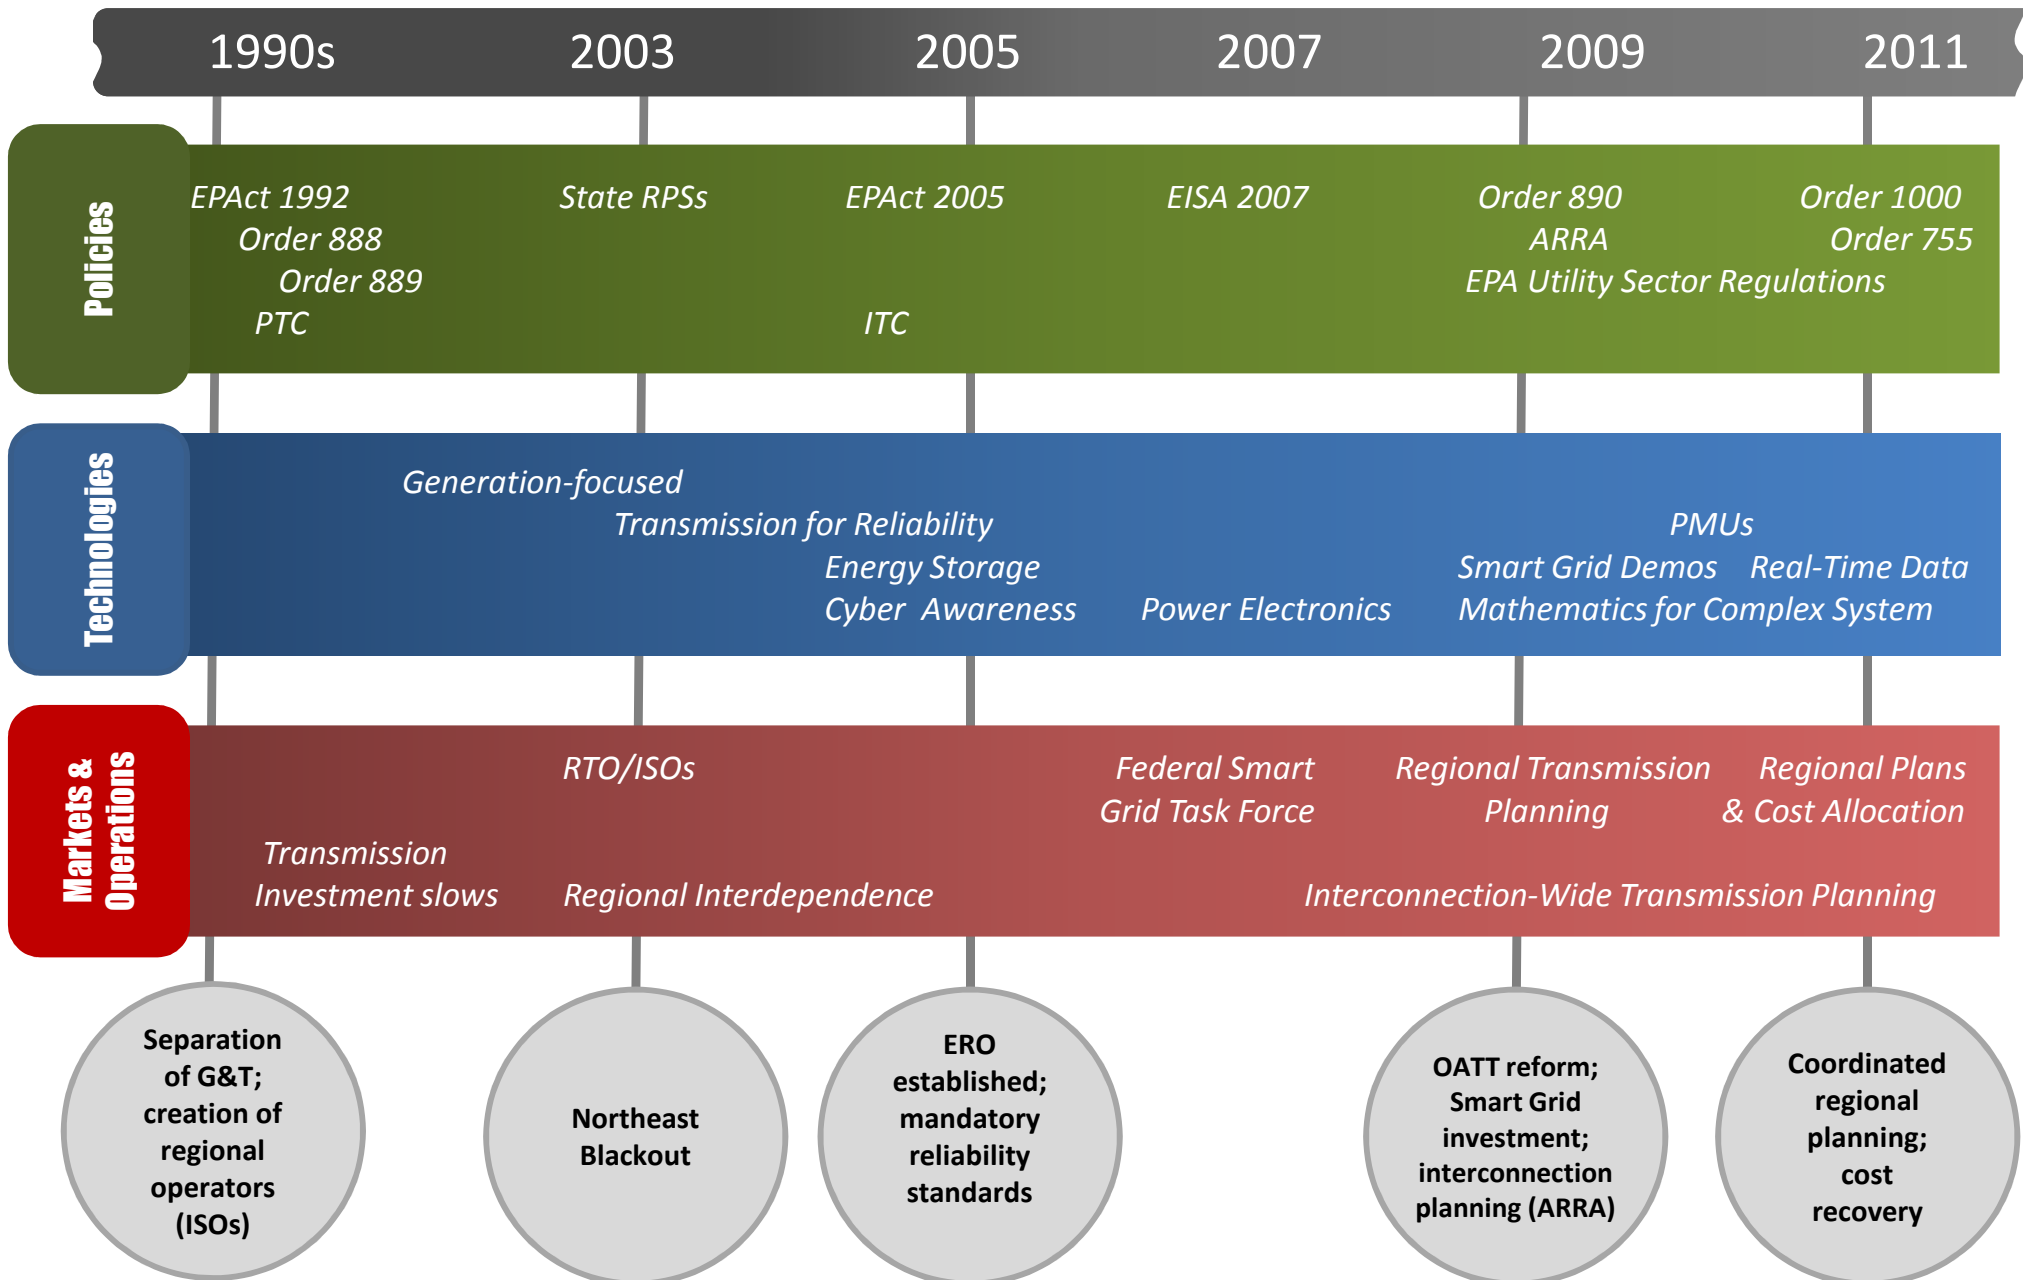 1990s 2003 2005 2007 2009 2011
Policies
EPAct 1992 State RPSs EPAct 2005 EISA 2007 Order 890 Order 1000
Order 888 ARRA Order 755
Order 889 EPA Utility Sector Regulations
PTC ITC
Technologies
Generation-focused
Transmission for Reliability PMUs
Energy Storage Smart Grid Demos Real-Time Data
Cyber Awareness Power Electronics Mathematics for Complex System
Markets &
Operations
RTO/ISOs Federal Smart Regional Transmission Regional Plans
Grid Task Force Planning & Cost Allocation
Transmission
Investment slows Regional Interdependence Interconnection-Wide Transmission Planning
Separation
of G&T;
creation of
regional
operators
(ISOs)
Northeast
Blackout
ERO
established;
mandatory
reliability
standards
OATT reform;
Smart Grid
investment;
interconnection
planning (ARRA)
Coordinated
regional
planning;
cost
recovery